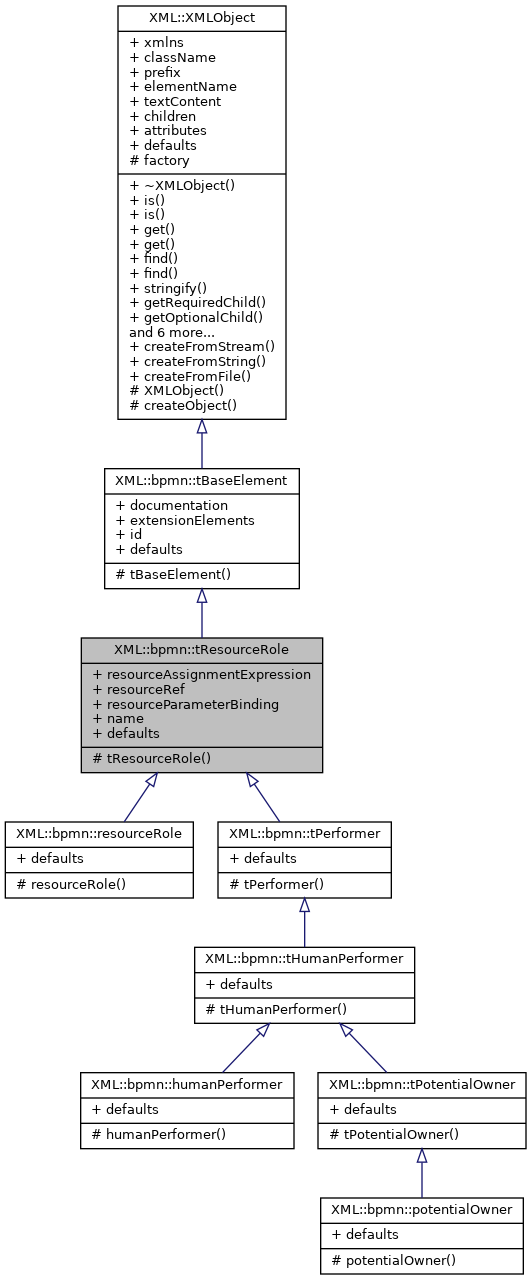 XML::XMLObject
+ xmlns
+ className
+ prefix
+ elementName
+ textContent
+ children
+ attributes
+ defaults
# factory
+ ~XMLObject()
+ is()
+ is()
+ get()
+ get()
+ find()
+ find()
+ stringify()
+ getRequiredChild()
+ getOptionalChild()
and 6 more...
+ createFromStream()
+ createFromString()
+ createFromFile()
# XMLObject()
# createObject()
XML::bpmn::tBaseElement
+ documentation
+ extensionElements
+ id
+ defaults
# tBaseElement()
XML::bpmn::tResourceRole
+ resourceAssignmentExpression
+ resourceRef
+ resourceParameterBinding
+ name
+ defaults
# tResourceRole()
XML::bpmn::resourceRole
+ defaults
# resourceRole()
XML::bpmn::tPerformer
+ defaults
# tPerformer()
XML::bpmn::tHumanPerformer
+ defaults
# tHumanPerformer()
XML::bpmn::humanPerformer
+ defaults
# humanPerformer()
XML::bpmn::tPotentialOwner
+ defaults
# tPotentialOwner()
XML::bpmn::potentialOwner
+ defaults
# potentialOwner()